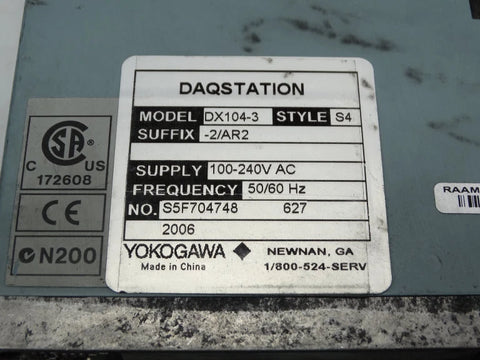 DAQSTATION
MODEL DX104-3 STYLE S4
SUFFIX -2/AR2
SUPPLY 100-240V AC
FREQUENCY 50/60 Hz
NO. S5F704748 627
2006
YOKOGAWA NEWNAN, GA
Made in China 1/800-524-SERV
C SA US
172608
CE
N200
RAAM